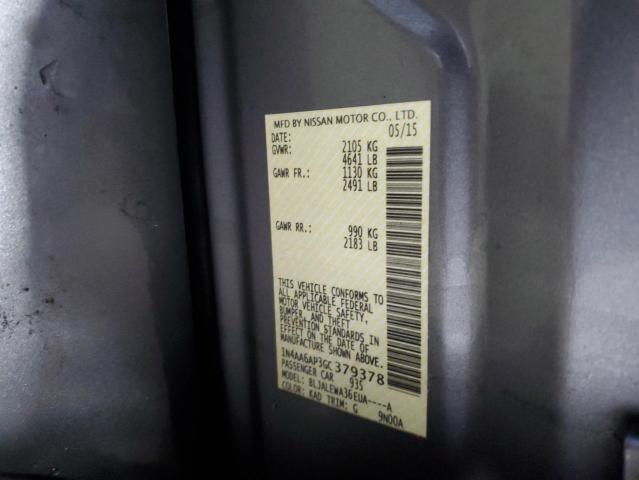 MFD BY NISSAN MOTOR CO., LTD.
DATE: 05/15
GVWR: 2105 KG
4641 LB
GAWR FR.: 1130 KG
2491 LB
GAWR RR.: 990 KG
2183 LB
THIS VEHICLE CONFORMS TO
ALL APPLICABLE FEDERAL
MOTOR VEHICLE SAFETY,
BUMPER, AND THEFT
PREVENTION STANDARDS IN
EFFECT ON THE DATE OF
MANUFACTURE SHOWN ABOVE.
1N4AA6AP3GC379378
PASSENGER CAR 935
MODEL: BLJALEWA36EUA----A
COLOR: KAD TRIM: G 9N00A